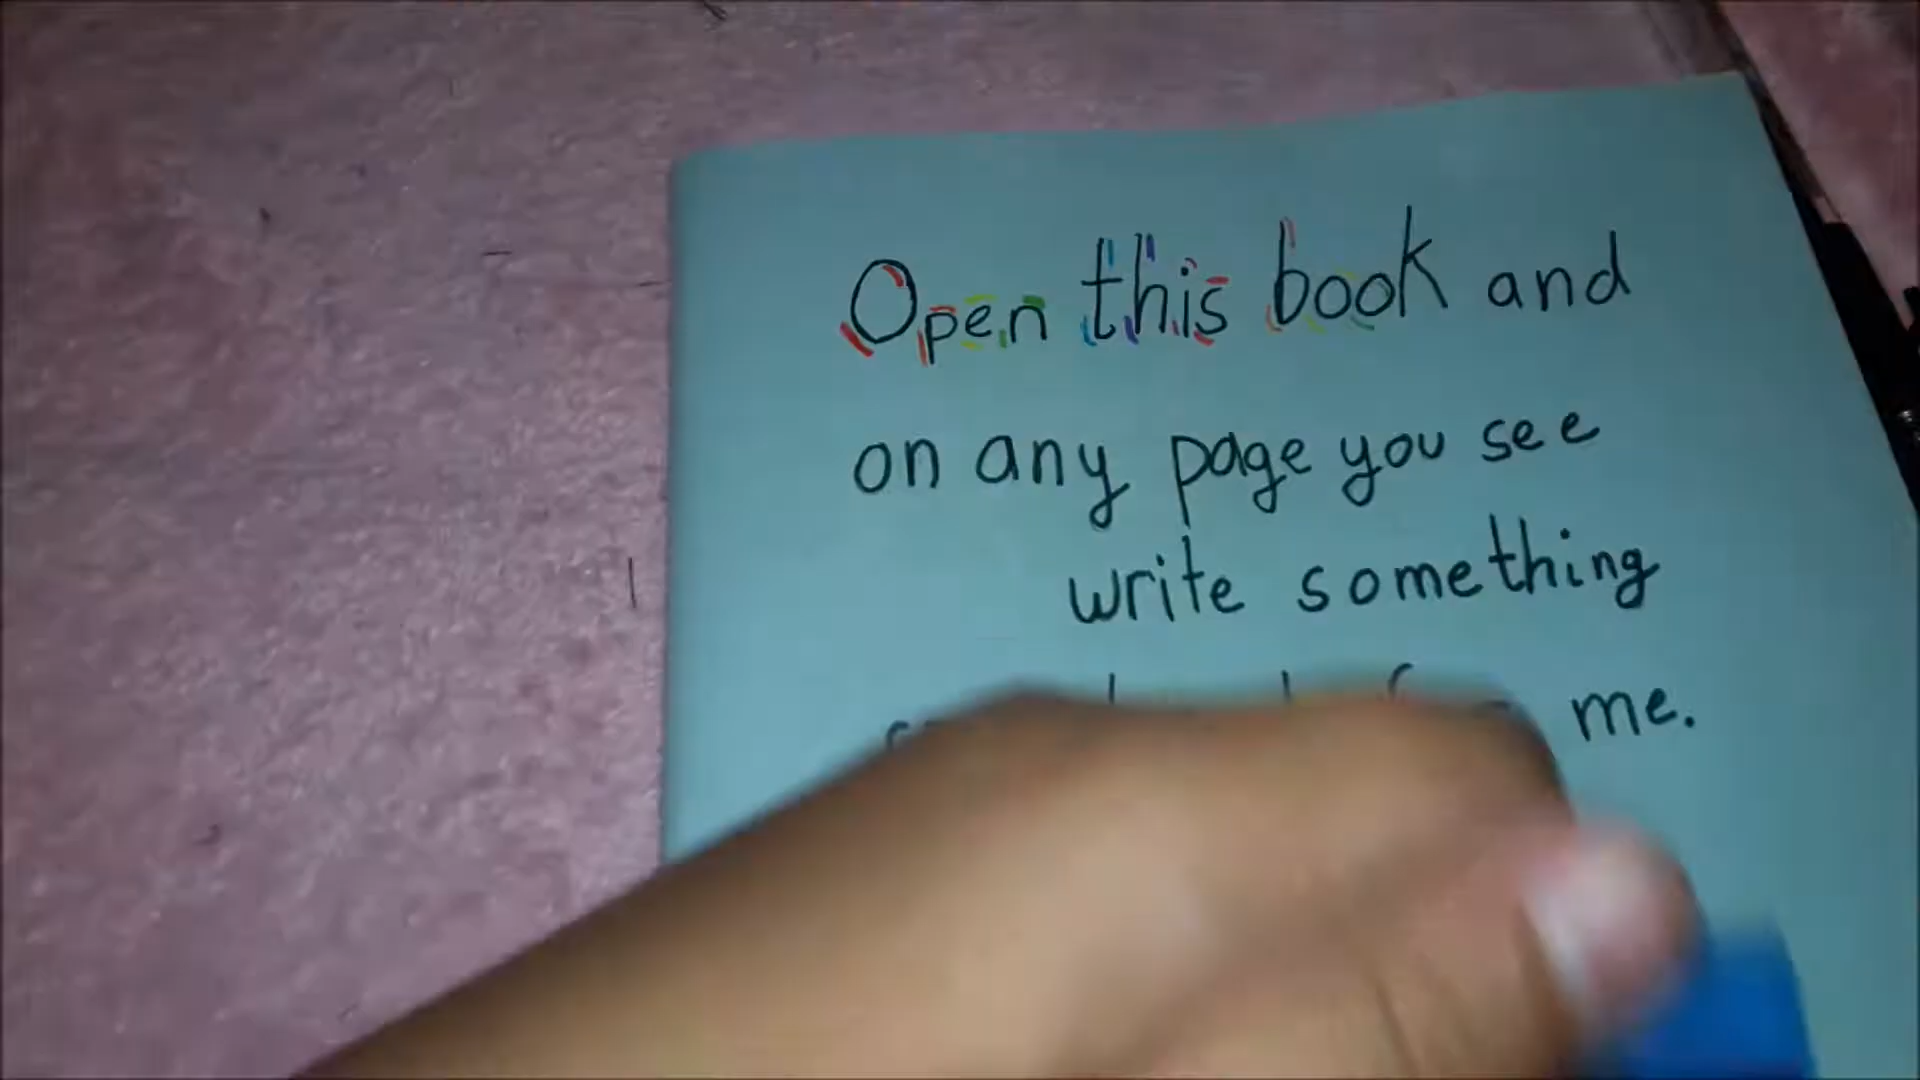 Open this book and
on any page you see
write something
me.